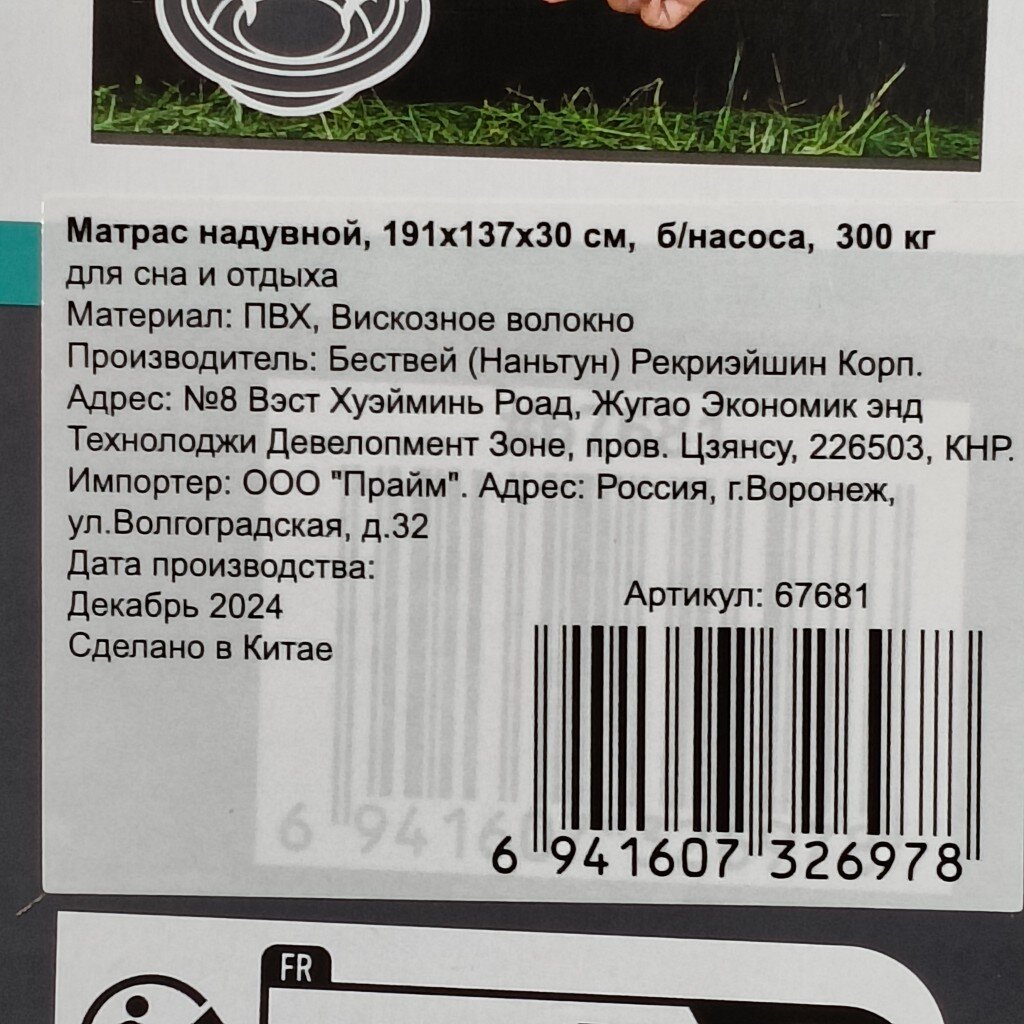 Матрас надувной, 191х137х30 см, б/насоса, 300 кг
для сна и отдыха
Материал: ПВХ, Вискозное волокно
Производитель: Бествей (Наньтун) Рекриэйшин Корп.
Адрес: №8 Вэст Хуэйминь Роад, Жугао Экономик энд
Технолоджи Девелопмент Зоне, пров. Цзянсу, 226503, КНР.
Импортер: ООО "Прайм". Адрес: Россия, г.Воронеж,
ул.Волгоградская, д.32
Дата производства:
Декабрь 2024
Сделано в Китае
Артикул: 67681
6 941607 326978
FR